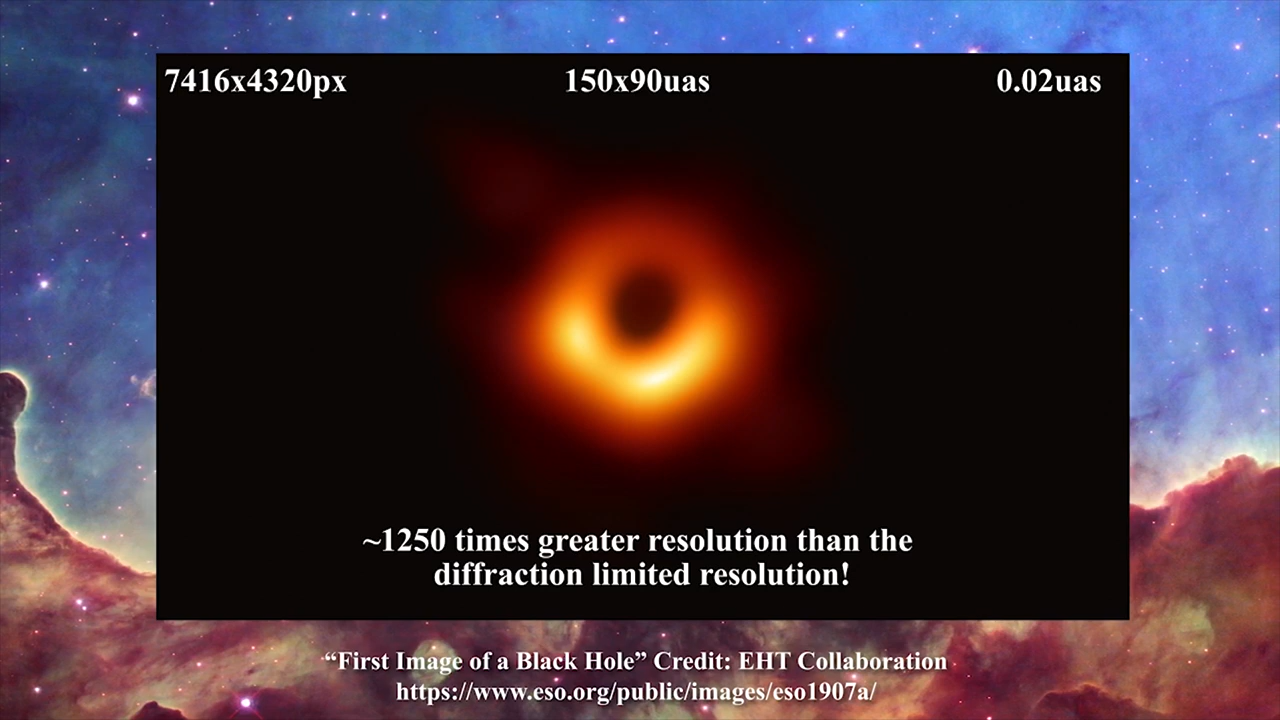 7416x4320px 150x90uas 0.02uas
~1250 times greater resolution than the
diffraction limited resolution!
“First Image of a Black Hole” Credit: EHT Collaboration
https://www.eso.org/public/images/eso1907a/